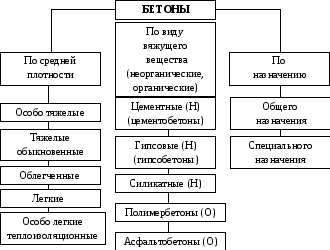 БЕТОНЫ
По средней
плотности
Особо тяжелые
Тяжелые
обыкновенные
Облегченные
Легкие
Особо легкие
теплоизоляционные
По виду
вяжущего
вещества
(неорганические,
органические)
Цементные (Н)
(цементобетоны)
Гипсовые (Н)
(гипсобетоны)
Силикатные (Н)
Полимербетоны (О)
Асфальтобетоны (О)
По
назначению
Общего
назначения
Специального
назначения